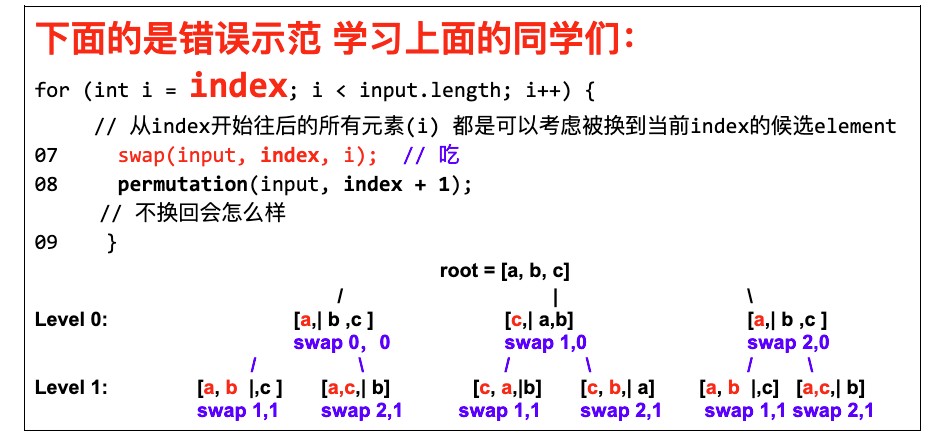 下面的是错误示范 学习上面的同学们：
for (int i = index; i < input.length; i++) {
// 从index开始往后的所有元素(i) 都是可以考虑被换到当前index的候选element
07 swap(input, index, i); // 吃
08 permutation(input, index + 1);
// 不换回会怎么样
09 }
root = [a, b, c]
/ | \
Level 0: [a,| b ,c ] [c,| a,b] [a,| b ,c ]
swap 0, 0 swap 1,0 swap 2,0
/ \ / \ / \
Level 1: [a, b |,c ] [a,c,| b] [c, a,|b] [c, b,| a] [a, b |,c] [a,c,| b]
swap 1,1 swap 2,1 swap 1,1 swap 2,1 swap 1,1 swap 2,1